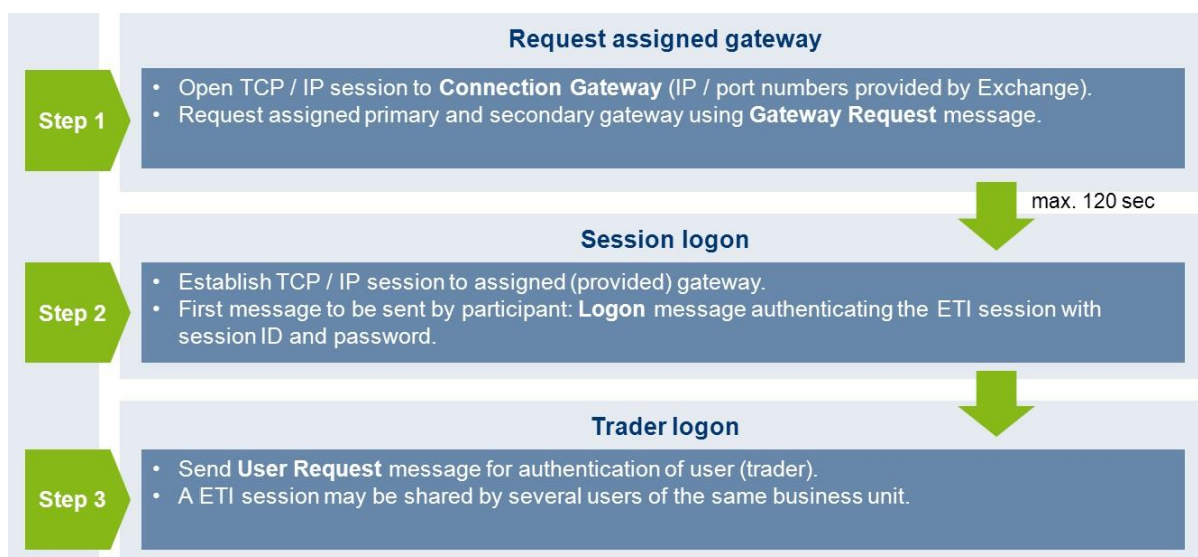 Request assigned gateway
Step 1
• Open TCP / IP session to Connection Gateway (IP / port numbers provided by Exchange).
• Request assigned primary and secondary gateway using Gateway Request message.
max. 120 sec
Session logon
Step 2
• Establish TCP / IP session to assigned (provided) gateway.
• First message to be sent by participant: Logon message authenticating the ETI session with
session ID and password.
Trader logon
Step 3
• Send User Request message for authentication of user (trader).
• A ETI session may be shared by several users of the same business unit.